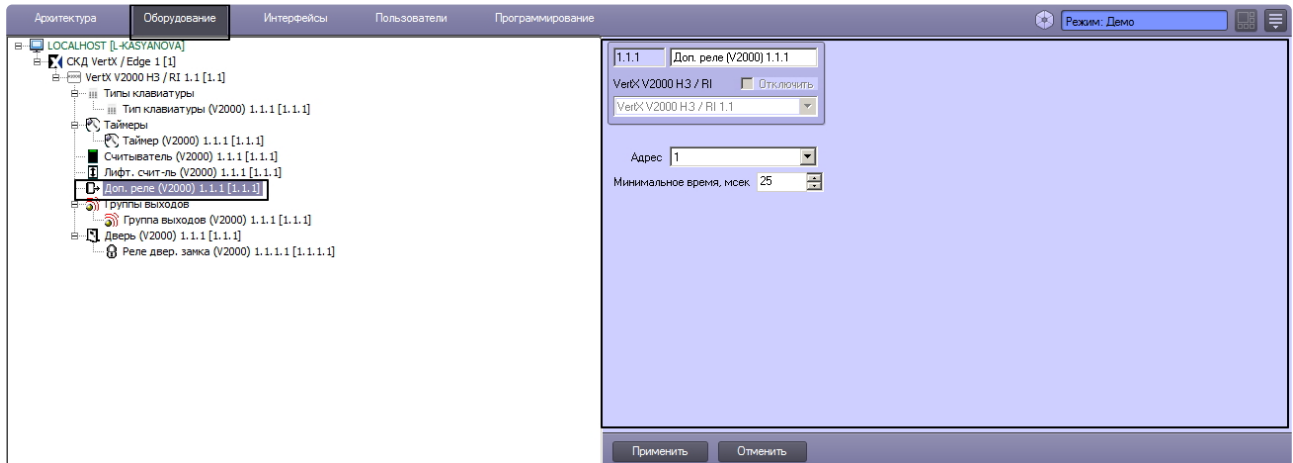 Архитектура Оборудование Интерфейсы Пользователи Программирование Режим: Демо
LOCALHOST [L-KASYANOVA]
СКД VertX / Edge 1 [1]
VertX V2000 H3 / RI 1.1 [1.1]
Типы клавиатуры
Тип клавиатуры (V2000) 1.1.1 [1.1.1]
Таймеры
Таймер (V2000) 1.1.1 [1.1.1]
Считыватель (V2000) 1.1.1 [1.1.1]
Лифт. счит-ль (V2000) 1.1.1 [1.1.1]
Доп. реле (V2000) 1.1.1 [1.1.1]
Группы выходов
Группа выходов (V2000) 1.1.1 [1.1.1]
Дверь (V2000) 1.1.1 [1.1.1]
Реле двер. замка (V2000) 1.1.1.1 [1.1.1.1]
1.1.1 Доп. реле (V2000) 1.1.1
VertX V2000 H3 / RI Отключить
VertX V2000 H3 / RI 1.1
Адрес 1
Минимальное время, мсек 25
Применить Отменить